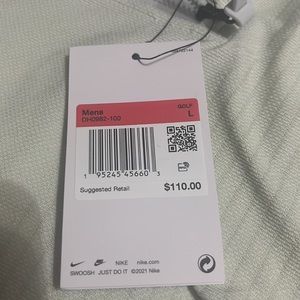 Mens
GOLF
DH0982-100
L
1 95245 45660 3
Suggested Retail
$110.00
NIKE nike.com
SWOOSH JUST DO IT ©2021 Nike